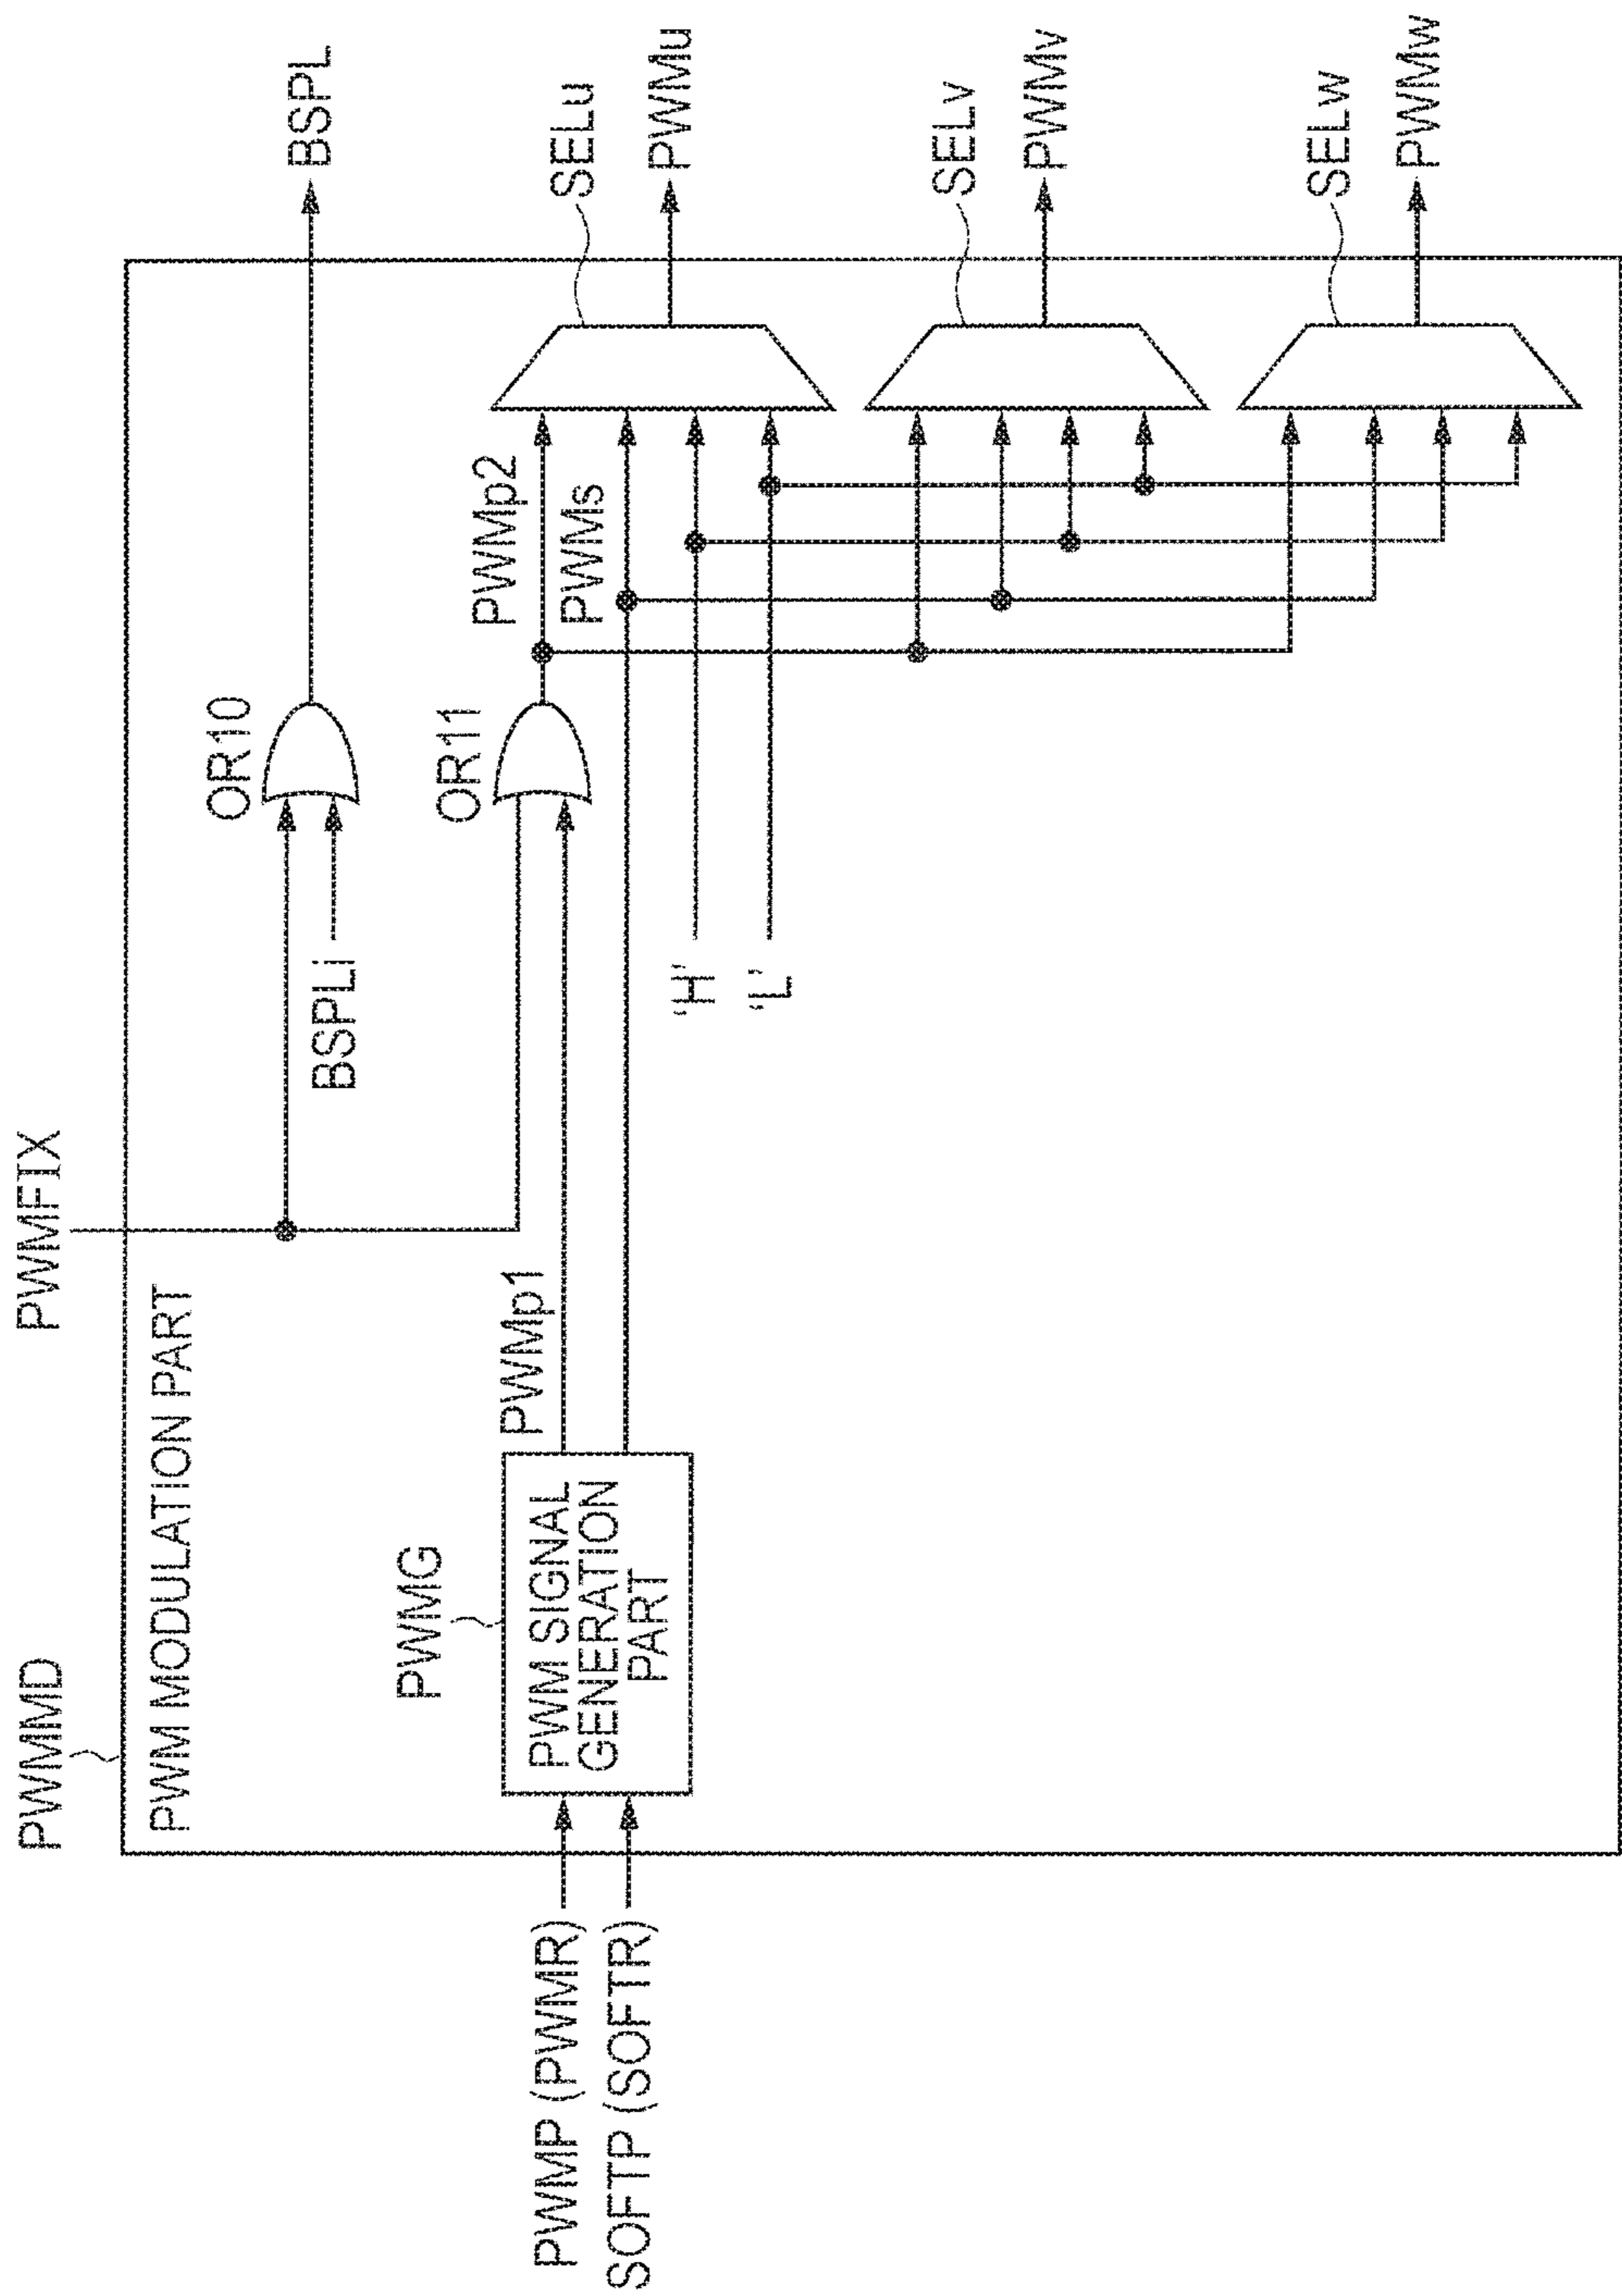 PWMMD
PWMFIX
PWM MODULATION PART
BSPL
OR10
BSPLi
SELu
PWMu
PWMp2
PWMs
OR11
PWMp1
PWMG
PWM SIGNAL
GENERATION
PART
PWMP (PWMR)
SOFTP (SOFTR)
'H'
'L'
SELv
PWMv
SELw
PWMw